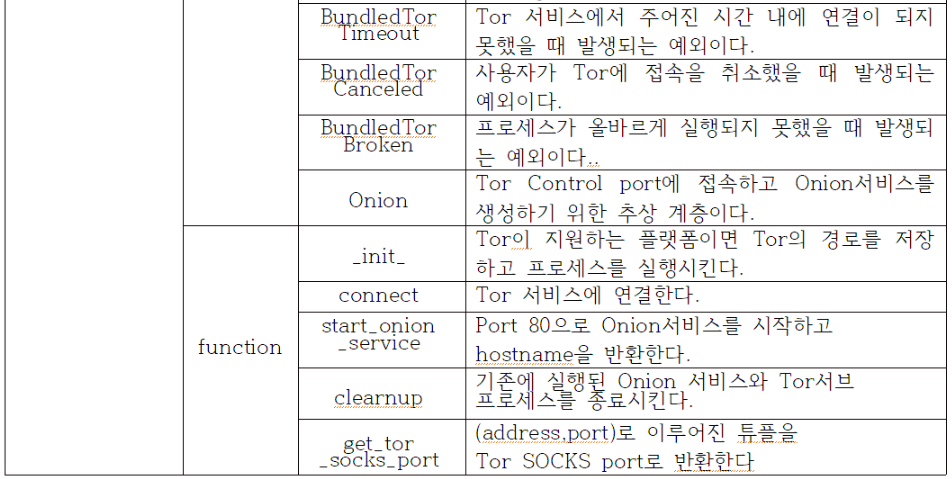 BundledTor
Timeout
Tor 서비스에서 주어진 시간 내에 연결이 되지
못했을 때 발생되는 예외이다.
BundledTor
Canceled
사용자가 Tor에 접속을 취소했을 때 발생되는
예외이다.
BundledTor
Broken
프로세스가 올바르게 실행되지 못했을 때 발생되
는 예외이다..
Onion
Tor Control port에 접속하고 Onion서비스를
생성하기 위한 추상 계층이다.
function
_init_
Tor이 지원하는 플랫폼이면 Tor의 경로를 저장
하고 프로세스를 실행시킨다.
connect
Tor 서비스에 연결한다.
start_onion
_service
Port 80으로 Onion서비스를 시작하고
hostname을 반환한다.
clearnup
기존에 실행된 Onion 서비스와 Tor서브
프로세스를 종료시킨다.
get_tor
_socks_port
(address,port)로 이루어진 튜플을
Tor SOCKS port로 반환한다